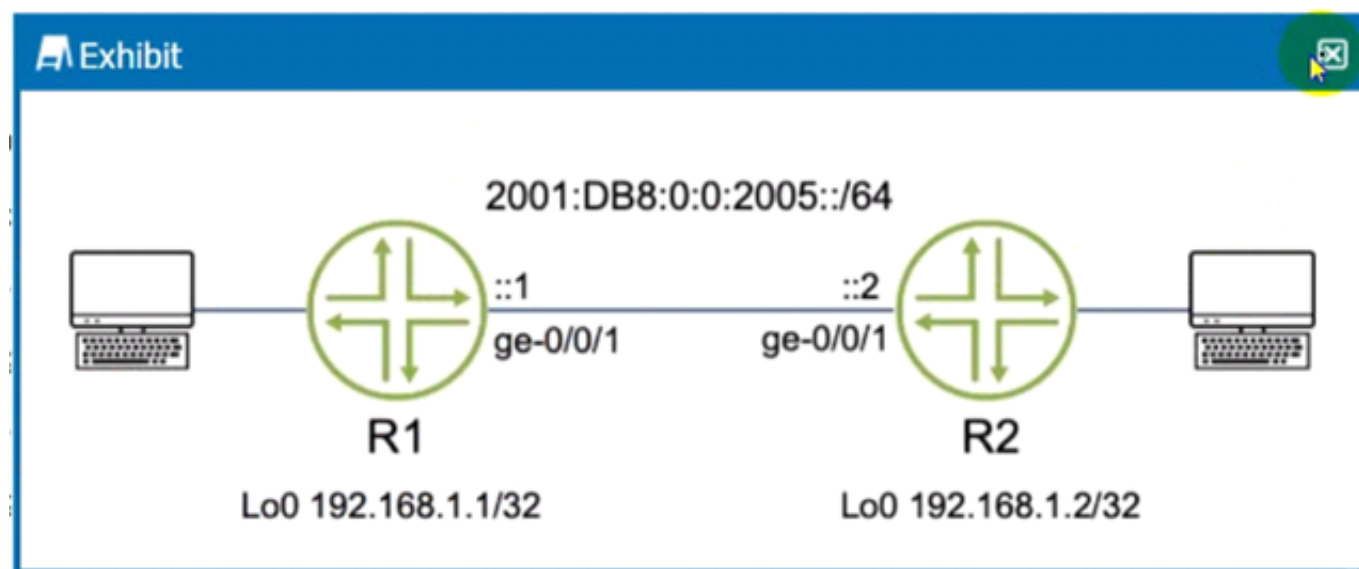 Exhibit
2001:DB8:0:0:2005::/64
::1 ::2
ge-0/0/1 ge-0/0/1
R1 R2
Lo0 192.168.1.1/32 Lo0 192.168.1.2/32